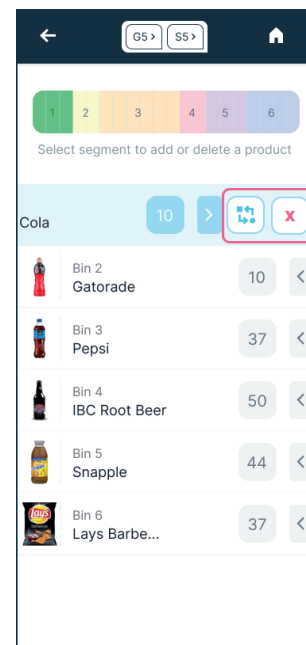 G5 > S5 >
1 2 3 4 5 6
Select segment to add or delete a product
Cola 10 > x
Bin 2
Gatorade 10 <
Bin 3
Pepsi 37 <
Bin 4
IBC Root Beer 50 <
Bin 5
Snapple 44 <
Bin 6
Lays Barbe... 37 <
Lay's